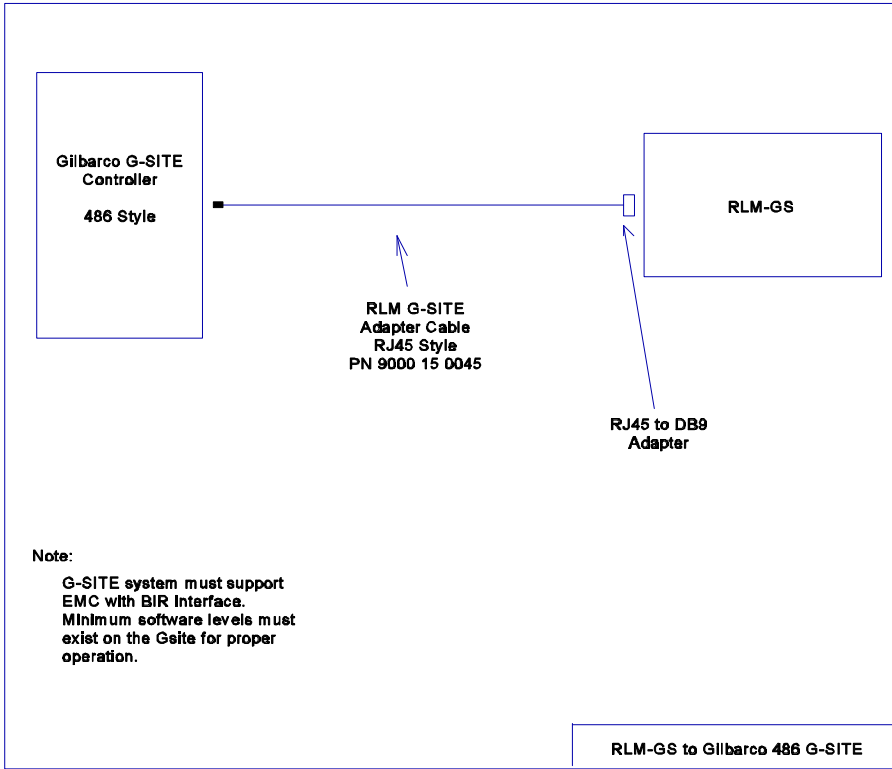 Gilbarco G-SITE
Controller
486 Style
RLM-GS
RLM G-SITE
Adapter Cable
RJ45 Style
PN 9000 15 0045
RJ45 to DB9
Adapter
Note:
G-SITE system must support
EMC with BIR Interface.
Minimum software levels must
exist on the Gsite for proper
operation.
RLM-GS to Gilbarco 486 G-SITE